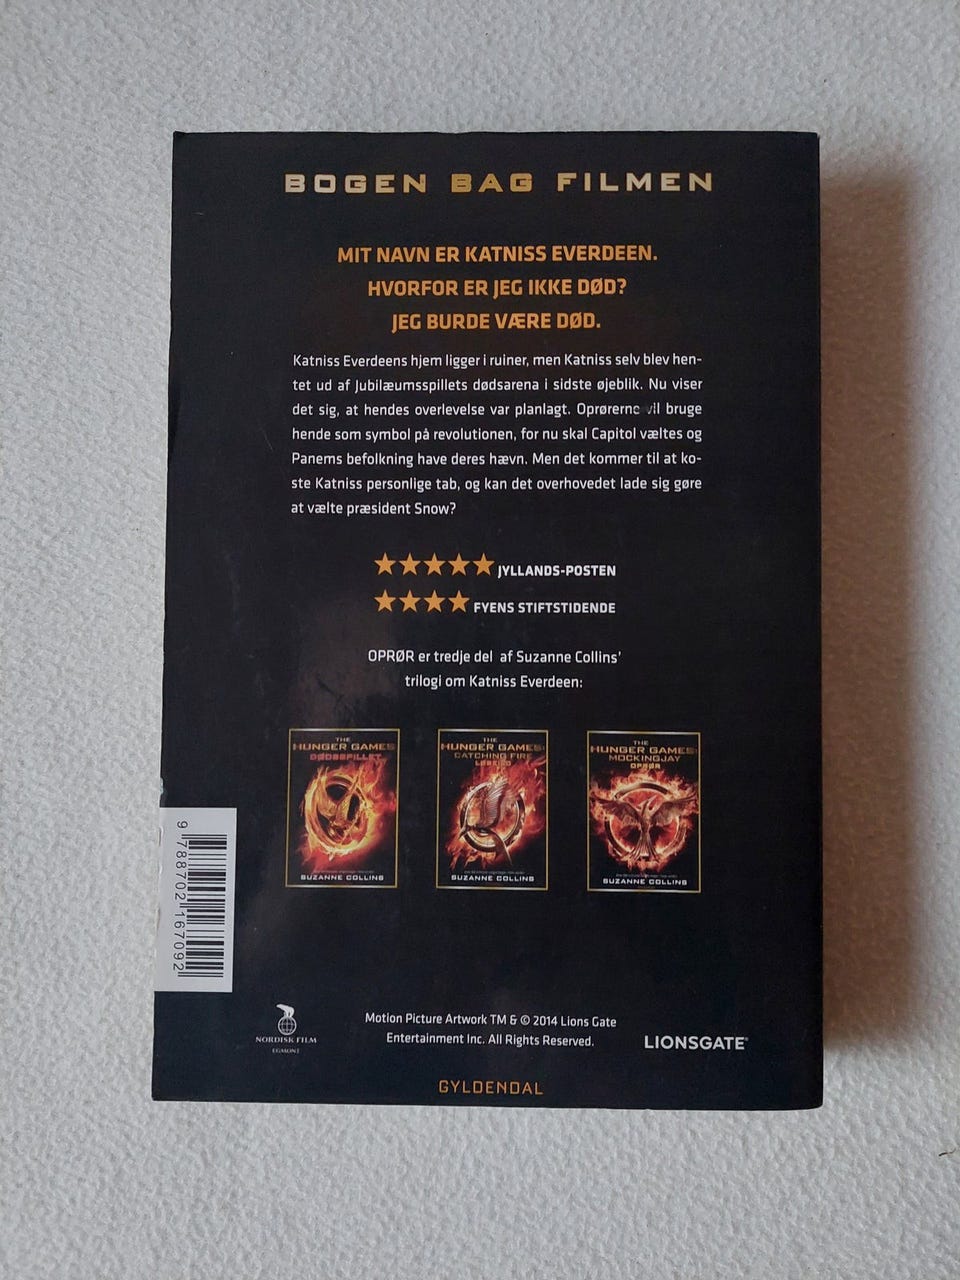 BOGEN BAG FILMEN
MIT NAVN ER KATNISS EVERDEEN.
HVORFOR ER JEG IKKE DØD?
JEG BURDE VÆRE DØD.
Katniss Everdeens hjem ligger i ruiner, men Katniss selv blev hen-
tet ud af Jubilæumsspillets dødsarena i sidste øjeblik. Nu viser
det sig, at hendes overlevelse var planlagt. Oprørerne vil bruge
hende som symbol på revolutionen, for nu skal Capitol væltes og
Panems befolkning have deres hævn. Men det kommer til at ko-
ste Katniss personlige tab, og kan det overhovedet lade sig gøre
at vælte præsident Snow?
JYLLANDS-POSTEN
FYENS STIFTSTIDENDE
OPRØR er tredje del af Suzanne Collins'
trilogi om Katniss Everdeen:
THE
HUNGER GAMES
DØDSSPILLET
SUZANNE COLLINS
THE
HUNGER GAMES:
CATCHING FIRE
SUZANNE COLLINS
THE
HUNGER GAMES:
MOCKINGJAY
OPRØR
SUZANNE COLLINS
9 788702 167092
NORDISK FILM
EGMONT
Motion Picture Artwork TM & © 2014 Lions Gate
Entertainment Inc. All Rights Reserved.
LIONSGATE®
GYLDENDAL